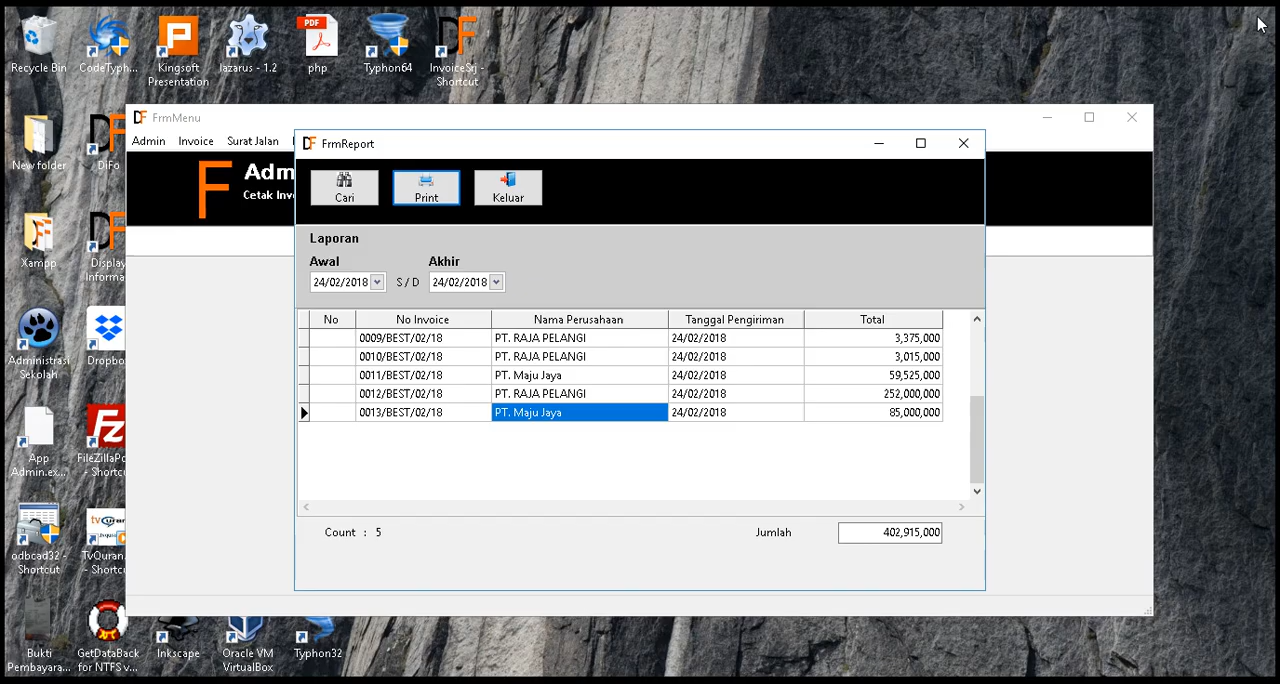 Recycle Bin
CodeTyph...
Kingsoft
Presentation
lazarus - 1.2
PDF
php
Typhon64
InvoiceSrj -
Shortcut
New folder
DiFo
Xampp
Display
Informa
Administrasi
Sekolah
Dropbo
App
Admin.ex...
FileZillaPo
- Shortcu
odbcad32 -
Shortcut
tvQuran
TvQuran.
- Shortcu
Bukti
Pembayara...
GetDataBack
for NTFS v...
Inkscape
Oracle VM
VirtualBox
Typhon32
DF FrmMenu
Admin Invoice Surat Jalan
F Adm
Cetak Inv
DF FrmReport
Cari Print Keluar
Laporan
Awal Akhir
24/02/2018 S / D 24/02/2018
No No Invoice Nama Perusahaan Tanggal Pengiriman Total
0009/BEST/02/18 PT. RAJA PELANGI 24/02/2018 3,375,000
0010/BEST/02/18 PT. RAJA PELANGI 24/02/2018 3,015,000
0011/BEST/02/18 PT. Maju Jaya 24/02/2018 59,525,000
0012/BEST/02/18 PT. RAJA PELANGI 24/02/2018 252,000,000
0013/BEST/02/18 PT. Maju Jaya 24/02/2018 85,000,000
Count : 5 Jumlah 402,915,000